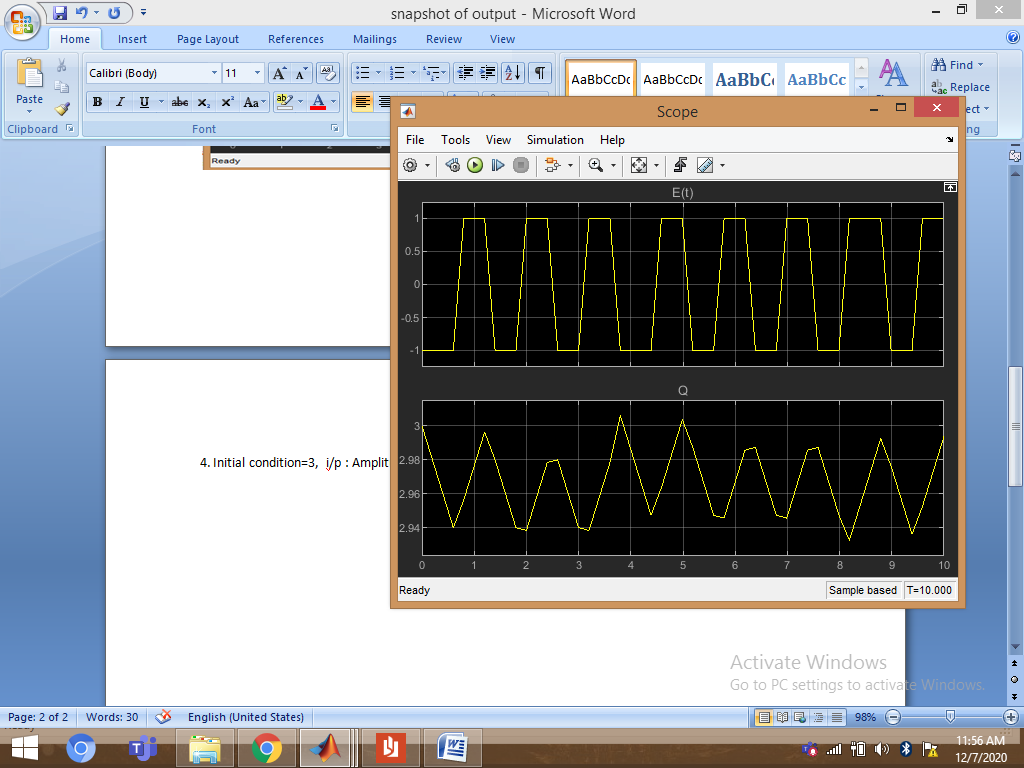 snapshot of output - Microsoft Word
Home Insert Page Layout References Mailings Review View
Paste
Calibri (Body) 11
AaBbCcDc AaBbCcDc AaBbC AaBbCc
Find
Replace
Clipboard Font
Scope
File Tools View Simulation Help
Ready
E(t)
1
0.5
0
-0.5
-1
Q
3
2.98
2.96
2.94
0 1 2 3 4 5 6 7 8 9 10
4. Initial condition=3, i/p : Amplit
Ready Sample based T=10.000
Activate Windows
Go to PC settings to activate Windows.
Page: 2 of 2 Words: 30 English (United States) 98%
11:56 AM
12/7/2020